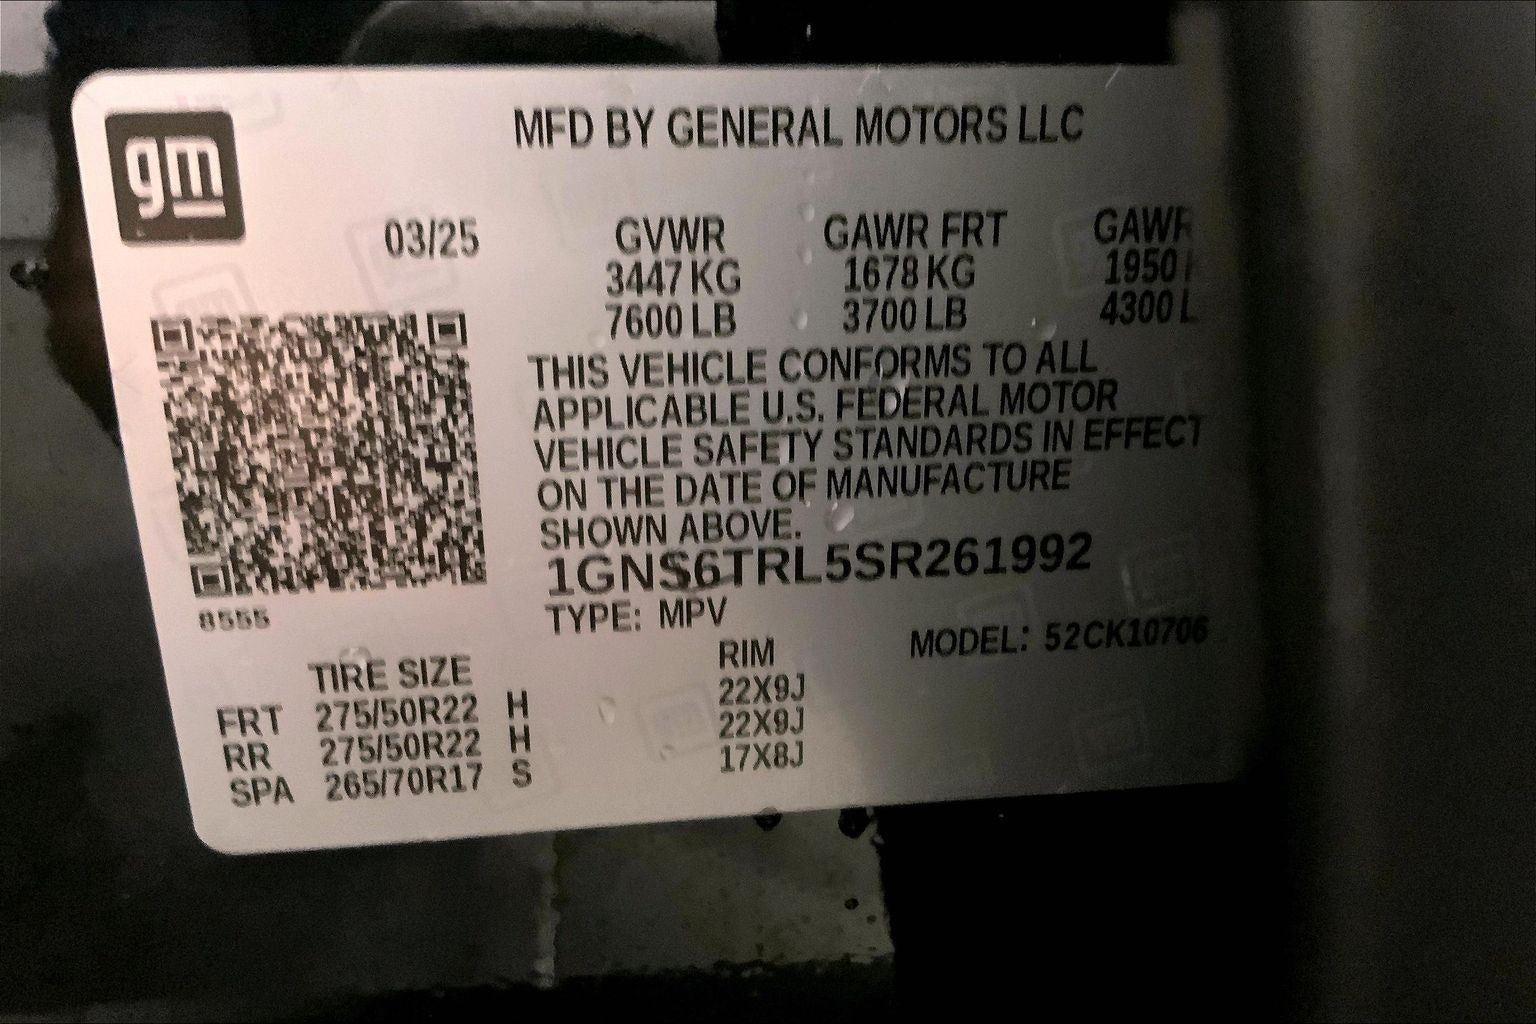 gm
MFD BY GENERAL MOTORS LLC
03/25 GVWR GAWR FRT GAWR
3447 KG 1678 KG 1950
7600 LB 3700 LB 4300 L
THIS VEHICLE CONFORMS TO ALL
APPLICABLE U.S. FEDERAL MOTOR
VEHICLE SAFETY STANDARDS IN EFFECT
ON THE DATE OF MANUFACTURE
SHOWN ABOVE.
1GNS6TRL5SR261992
8555
TYPE: MPV
MODEL: 52CK10706
TIRE SIZE RIM
FRT 275/50R22 H 22X9J
RR 275/50R22 H 22X9J
SPA 265/70R17 S 17X8J